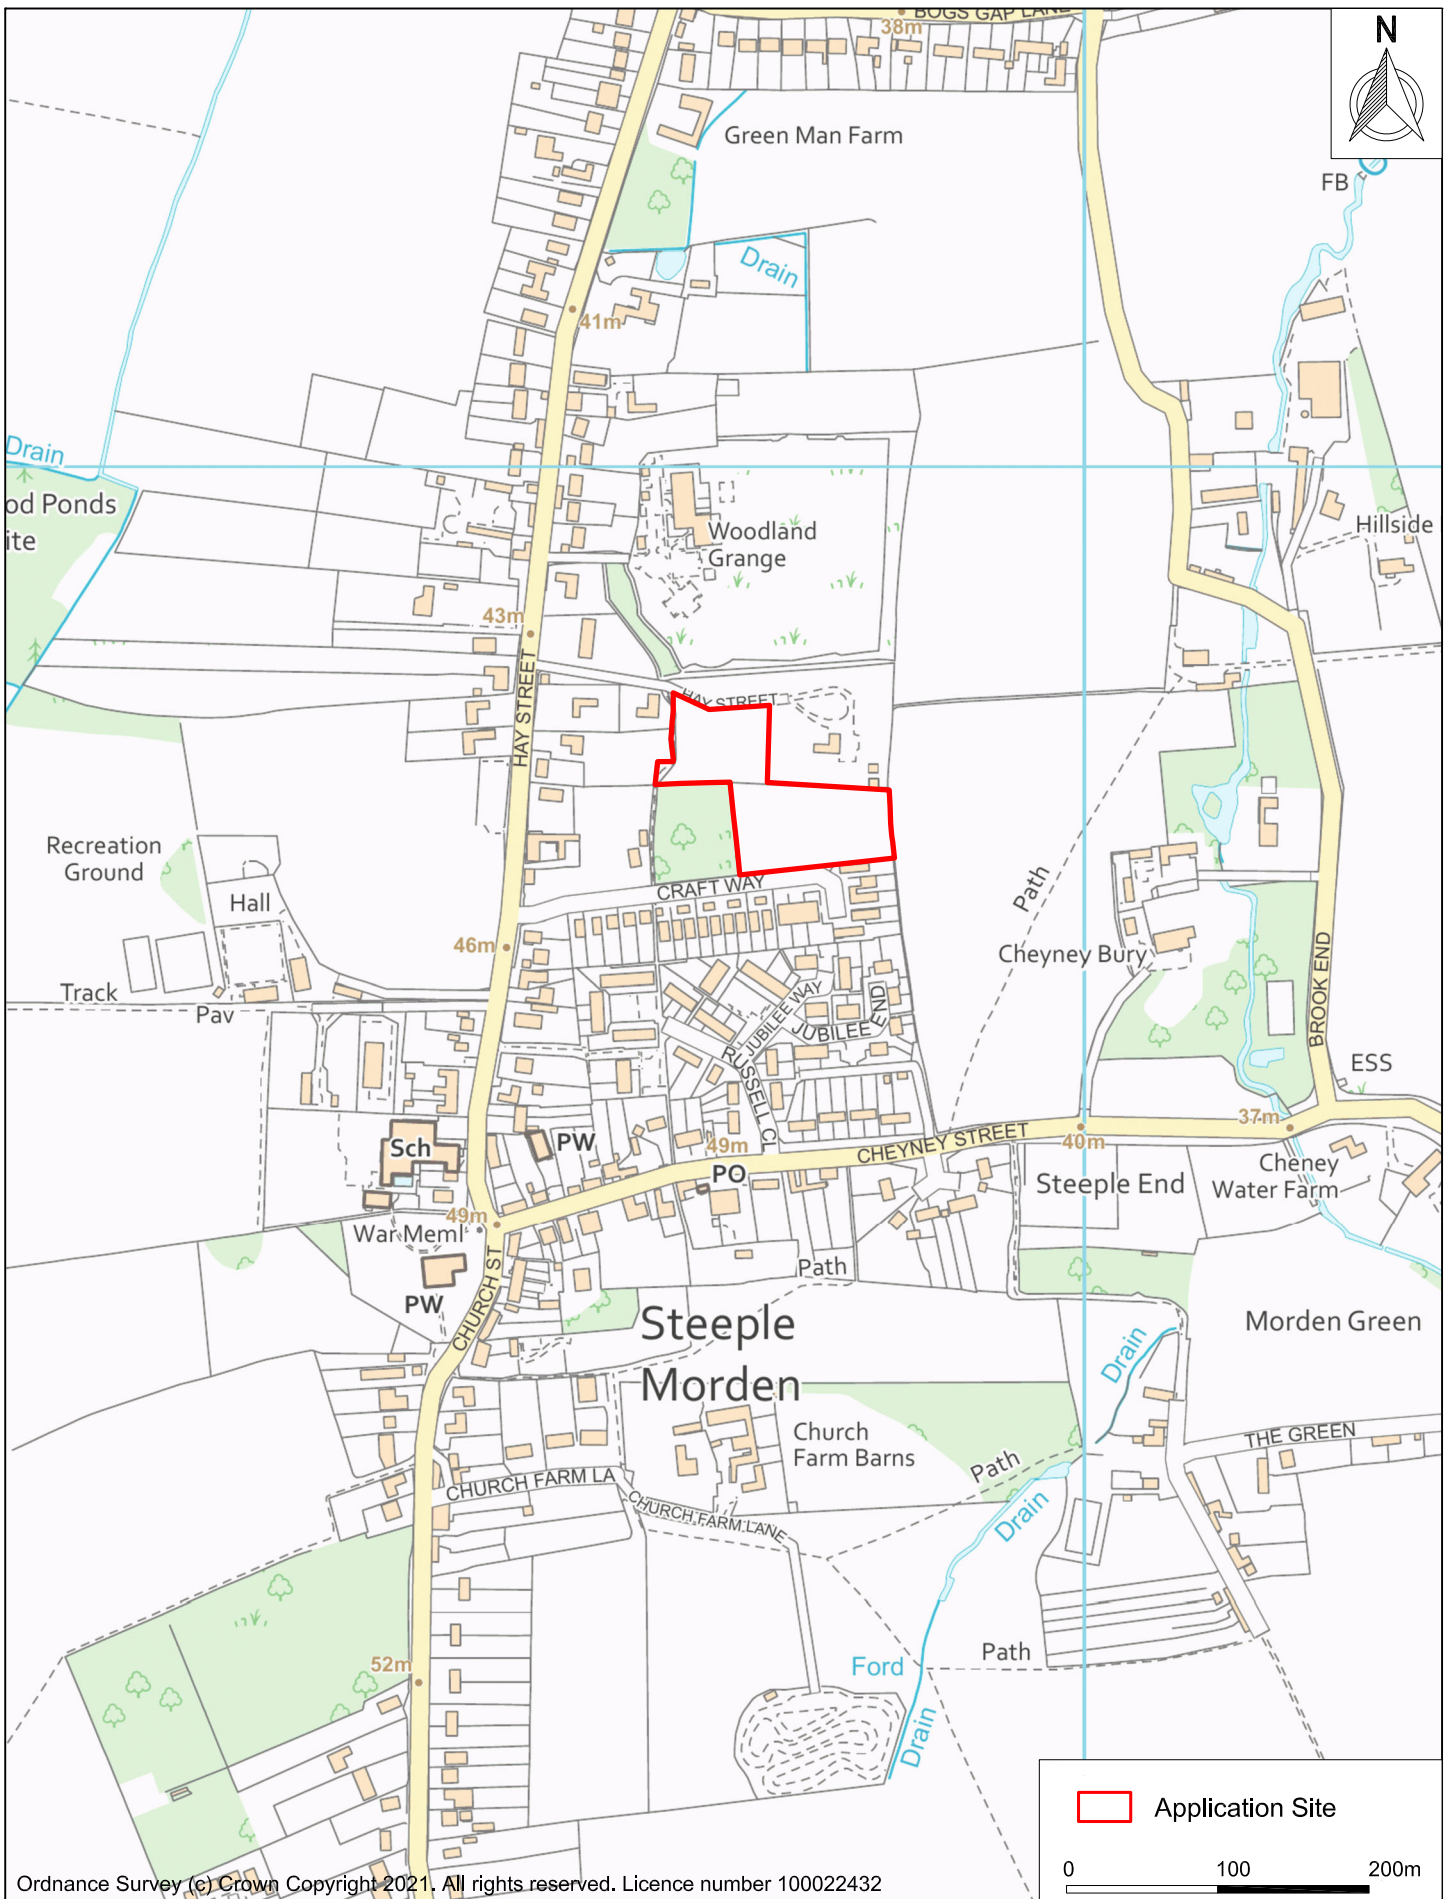 BOGS GAP LANE
38m
N
Green Man Farm
FB
Drain
41m
Drain
od Ponds
ite
Woodland
Grange
Hillside
43m
HAY STREET
HAY STREET
Recreation
Ground
Hall
CRAFT WAY
Path
46m
Cheyney Bury
BROOK END
Track
Pav
JUBILEE WAY
JUBILEE END
RUSSELL CL
ESS
Sch
PW
49m
PO
CHEYNEY STREET
40m
37m
Cheney
Water Farm
Steeple End
49m
War Meml
Path
PW
CHURCH ST
Steeple
Morden
Morden Green
Drain
Church
Farm Barns
THE GREEN
Path
CHURCH FARM LA
CHURCH FARM LANE
Drain
52m
Ford
Path
Drain
Application Site
0 100 200m
Ordnance Survey (c) Crown Copyright 2021. All rights reserved. Licence number 100022432